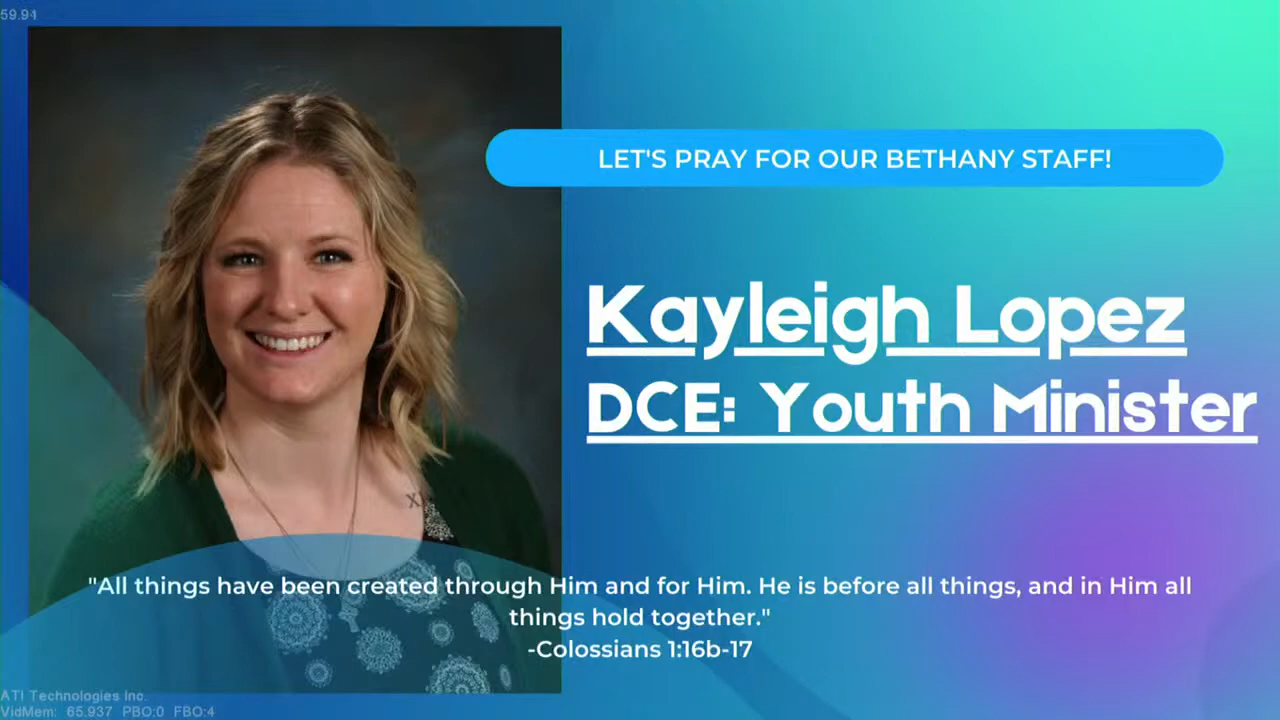 59.94
LET'S PRAY FOR OUR BETHANY STAFF!
Kayleigh Lopez
DCE: Youth Minister
"All things have been created through Him and for Him. He is before all things, and in Him all
things hold together."
-Colossians 1:16b-17
ATI Technologies Inc.
VidMem: 65.937 PBO:0 FBO:4